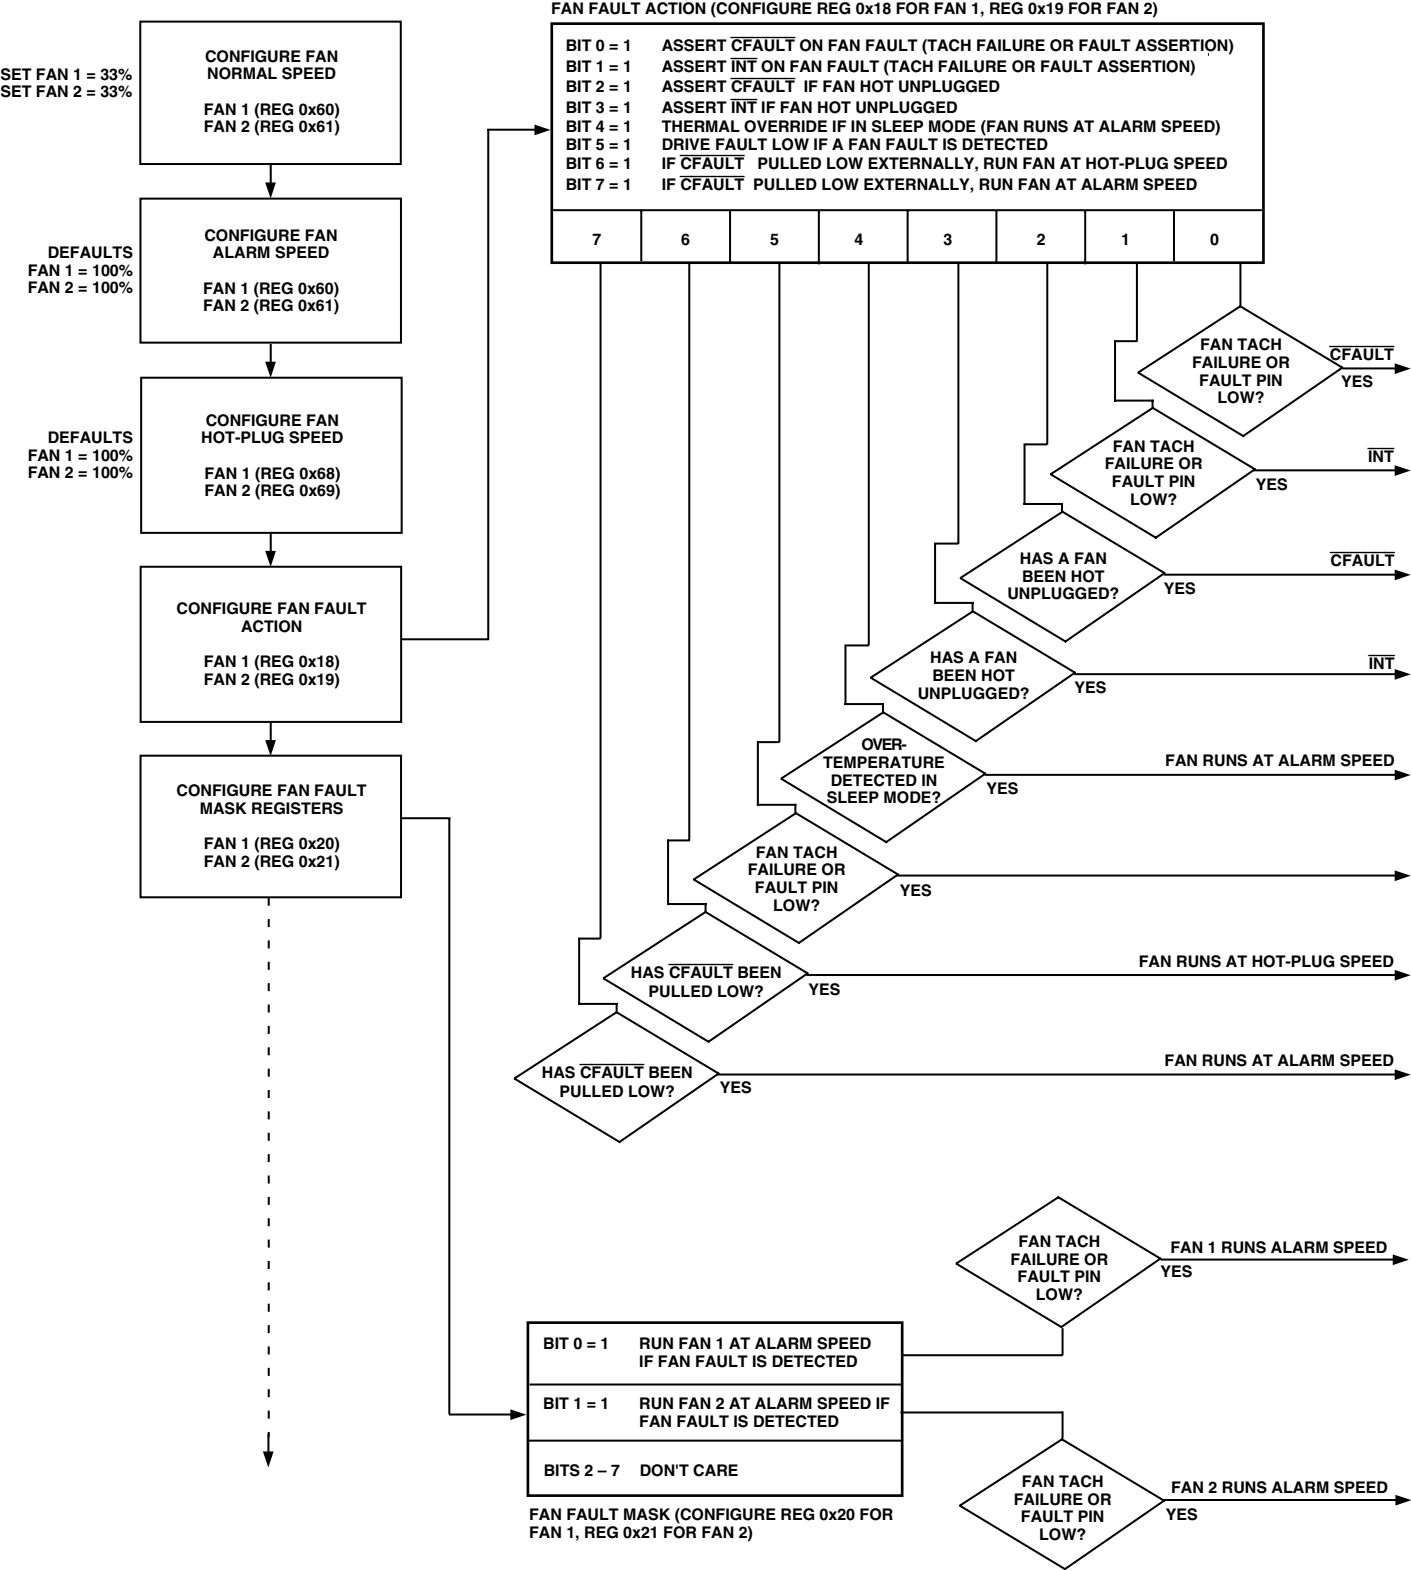 FAN FAULT ACTION (CONFIGURE REG 0x18 FOR FAN 1, REG 0x19 FOR FAN 2)
CONFIGURE FAN
NORMAL SPEED
FAN 1 (REG 0x60)
FAN 2 (REG 0x61)
SET FAN 1 = 33%
SET FAN 2 = 33%
BIT 0 = 1 ASSERT CFAULT ON FAN FAULT (TACH FAILURE OR FAULT ASSERTION)
BIT 1 = 1 ASSERT INT ON FAN FAULT (TACH FAILURE OR FAULT ASSERTION)
BIT 2 = 1 ASSERT CFAULT IF FAN HOT UNPLUGGED
BIT 3 = 1 ASSERT INT IF FAN HOT UNPLUGGED
BIT 4 = 1 THERMAL OVERRIDE IF IN SLEEP MODE (FAN RUNS AT ALARM SPEED)
BIT 5 = 1 DRIVE FAULT LOW IF A FAN FAULT IS DETECTED
BIT 6 = 1 IF CFAULT PULLED LOW EXTERNALLY, RUN FAN AT HOT-PLUG SPEED
BIT 7 = 1 IF CFAULT PULLED LOW EXTERNALLY, RUN FAN AT ALARM SPEED
7 6 5 4 3 2 1 0
CONFIGURE FAN
ALARM SPEED
FAN 1 (REG 0x60)
FAN 2 (REG 0x61)
DEFAULTS
FAN 1 = 100%
FAN 2 = 100%
CONFIGURE FAN
HOT-PLUG SPEED
FAN 1 (REG 0x68)
FAN 2 (REG 0x69)
DEFAULTS
FAN 1 = 100%
FAN 2 = 100%
CONFIGURE FAN FAULT
ACTION
FAN 1 (REG 0x18)
FAN 2 (REG 0x19)
CONFIGURE FAN FAULT
MASK REGISTERS
FAN 1 (REG 0x20)
FAN 2 (REG 0x21)
FAN TACH
FAILURE OR
FAULT PIN
LOW?
CFAULT
YES
FAN TACH
FAILURE OR
FAULT PIN
LOW?
INT
YES
HAS A FAN
BEEN HOT
UNPLUGGED?
CFAULT
YES
HAS A FAN
BEEN HOT
UNPLUGGED?
INT
YES
OVER-
TEMPERATURE
DETECTED IN
SLEEP MODE?
FAN RUNS AT ALARM SPEED
YES
FAN TACH
FAILURE OR
FAULT PIN
LOW?
YES
HAS CFAULT BEEN
PULLED LOW?
FAN RUNS AT HOT-PLUG SPEED
YES
HAS CFAULT BEEN
PULLED LOW?
FAN RUNS AT ALARM SPEED
YES
FAN TACH
FAILURE OR
FAULT PIN
LOW?
FAN 1 RUNS ALARM SPEED
YES
BIT 0 = 1 RUN FAN 1 AT ALARM SPEED
IF FAN FAULT IS DETECTED
BIT 1 = 1 RUN FAN 2 AT ALARM SPEED IF
FAN FAULT IS DETECTED
BITS 2 – 7 DON'T CARE
FAN TACH
FAILURE OR
FAULT PIN
LOW?
FAN 2 RUNS ALARM SPEED
YES
FAN FAULT MASK (CONFIGURE REG 0x20 FOR
FAN 1, REG 0x21 FOR FAN 2)